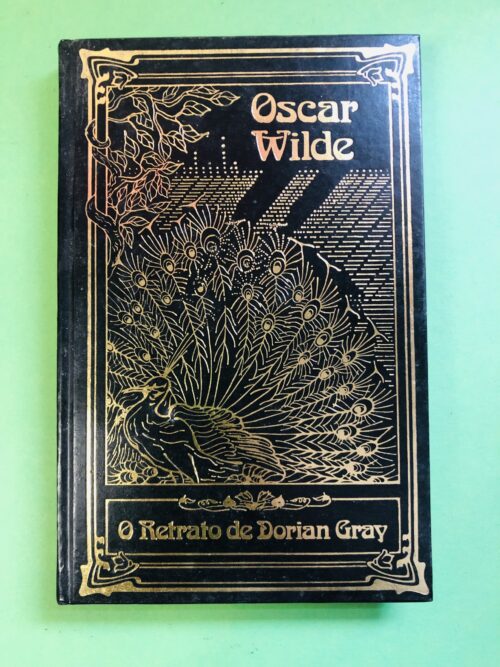 Oscar
Wilde
O Retrato de Dorian Gray